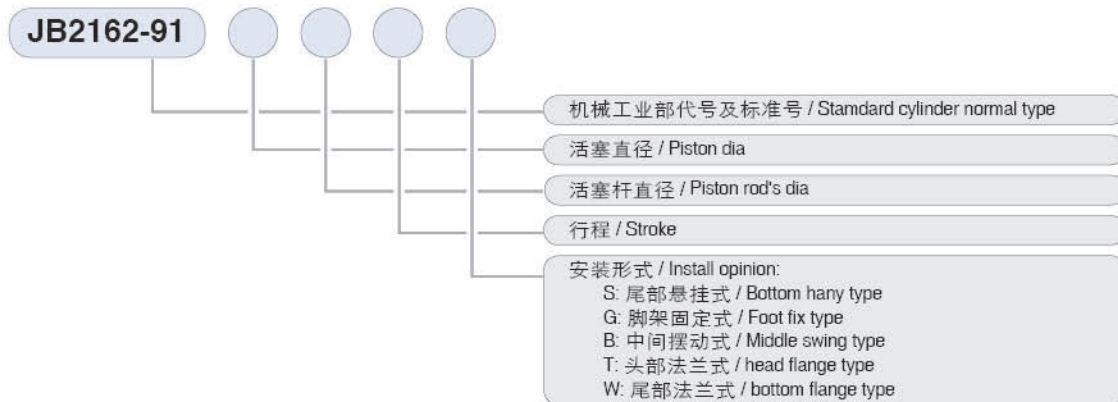 JB2162-91
机械工业部代号及标准号 / Stamdard cylinder normal type
活塞直径 / Piston dia
活塞杆直径 / Piston rod's dia
行程 / Stroke
安装形式 / Install opinion:
S: 尾部悬挂式 / Bottom hany type
G: 脚架固定式 / Foot fix type
B: 中间摆动式 / Middle swing type
T: 头部法兰式 / head flange type
W: 尾部法兰式 / bottom flange type